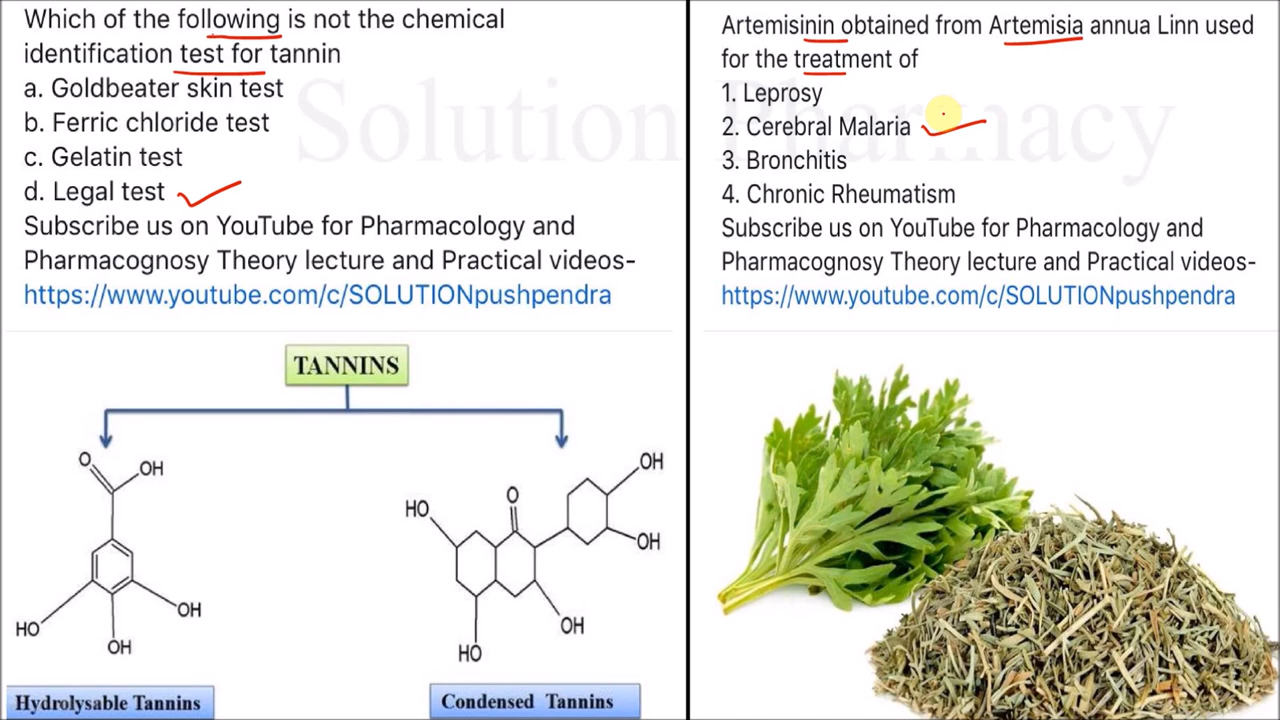 Which of the following is not the chemical
identification test for tannin
a. Goldbeater skin test
b. Ferric chloride test
c. Gelatin test
d. Legal test
Subscribe us on YouTube for Pharmacology and
Pharmacognosy Theory lecture and Practical videos-
https://www.youtube.com/c/SOLUTIONpushpendra
TANNINS
O
OH
HO
OH
OH
Hydrolysable Tannins
HO
O
OH
OH
OH
HO
Condensed Tannins
Artemisinin obtained from Artemisia annua Linn used
for the treatment of
1. Leprosy
2. Cerebral Malaria
3. Bronchitis
4. Chronic Rheumatism
Subscribe us on YouTube for Pharmacology and
Pharmacognosy Theory lecture and Practical videos-
https://www.youtube.com/c/SOLUTIONpushpendra
Solution Pharmacy